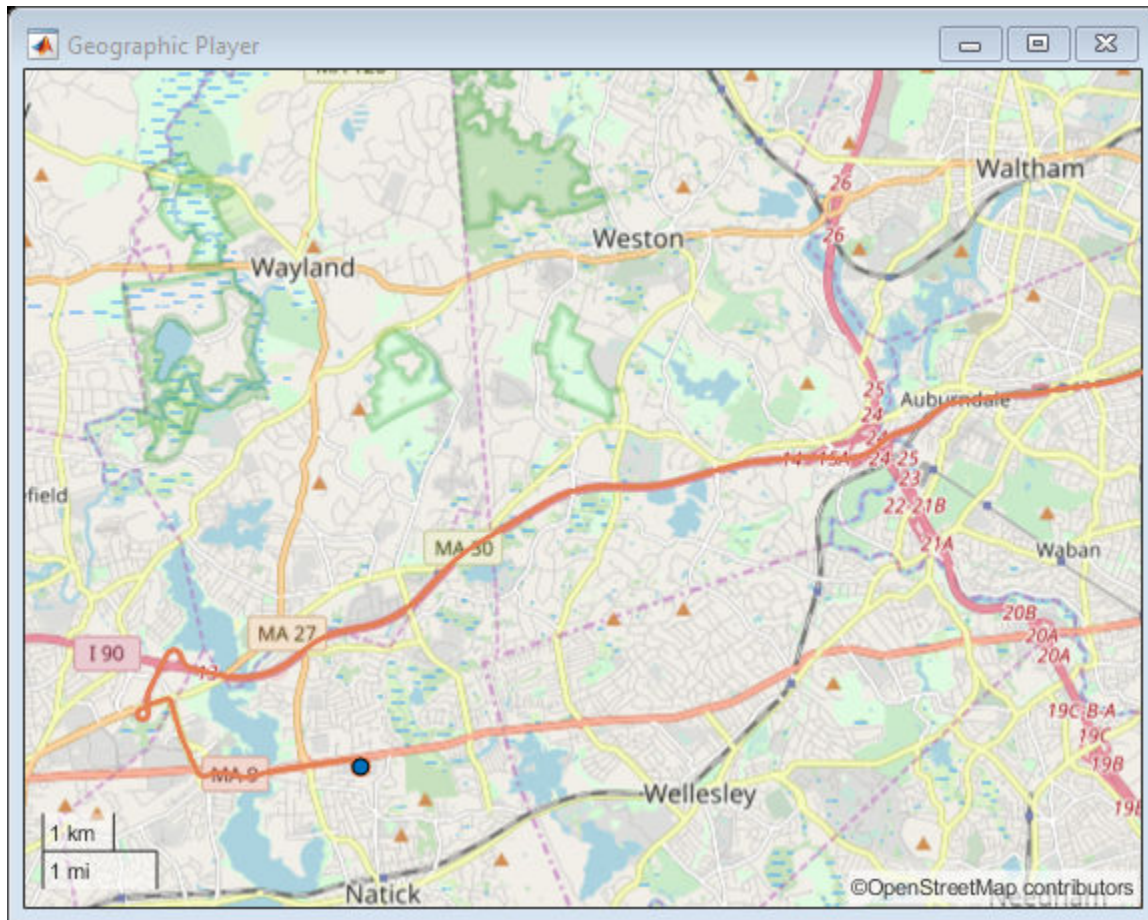 Geographic Player
Waltham
26
Weston
26
Wayland
25
Auburndale
24
24
14
15A
24
25
23
field
22-21B
21A
MA 30
Waban
20B
MA 27
20A
I 90
13
20A
19C-B-A
19C
MA 9
19B
Wellesley
1 km
1 mi
Natick
©OpenStreetMap contributors